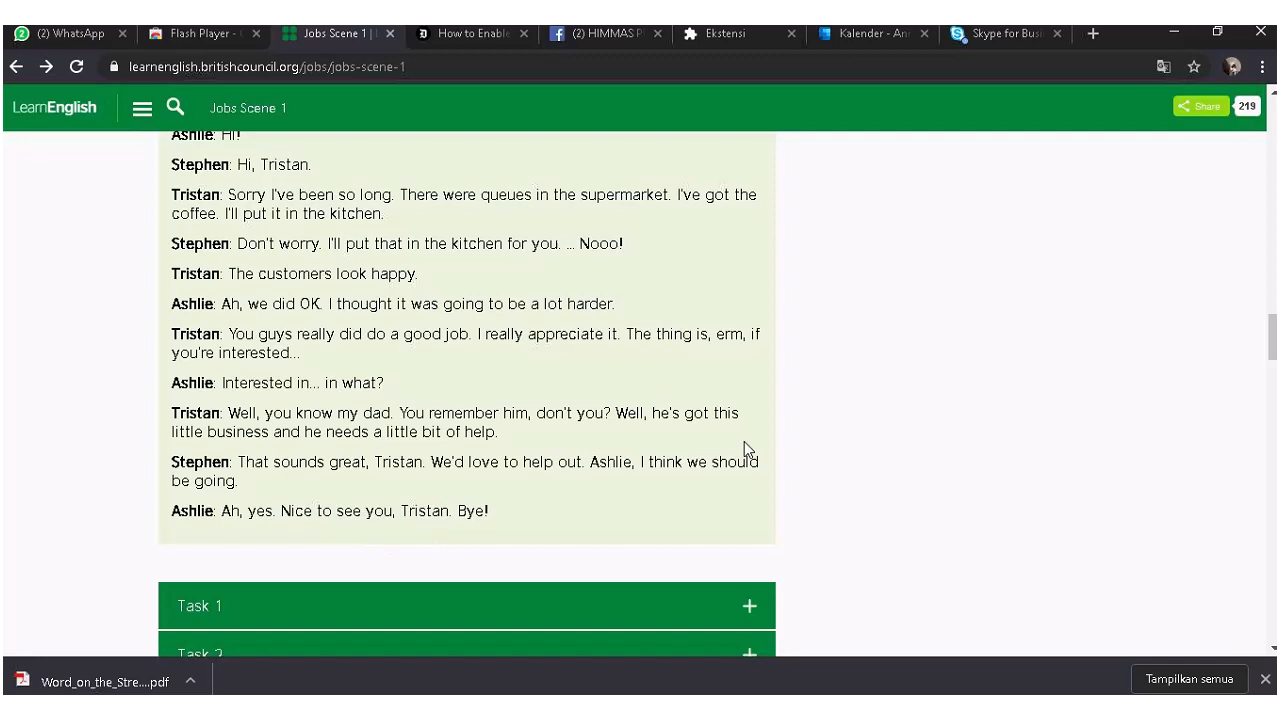 (2) WhatsApp
Flash Player - C
Jobs Scene 1 |
How to Enable
(2) HIMMAS P
Ekstensi
Kalender - Ann
Skype for Busi
learnenglish.britishcouncil.org/jobs/jobs-scene-1
LearnEnglish
Jobs Scene 1
Share
219
Ashlie: Hi!
Stephen: Hi, Tristan.
Tristan: Sorry I've been so long. There were queues in the supermarket. I've got the
coffee. I'll put it in the kitchen.
Stephen: Don't worry. I'll put that in the kitchen for you. ... Nooo!
Tristan: The customers look happy.
Ashlie: Ah, we did OK. I thought it was going to be a lot harder.
Tristan: You guys really did do a good job. I really appreciate it. The thing is, erm, if
you're interested...
Ashlie: Interested in... in what?
Tristan: Well, you know my dad. You remember him, don't you? Well, he's got this
little business and he needs a little bit of help.
Stephen: That sounds great, Tristan. We'd love to help out. Ashlie, I think we should
be going.
Ashlie: Ah, yes. Nice to see you, Tristan. Bye!
Task 1
Task 2
Word_on_the_Stre....pdf
Tampilkan semua